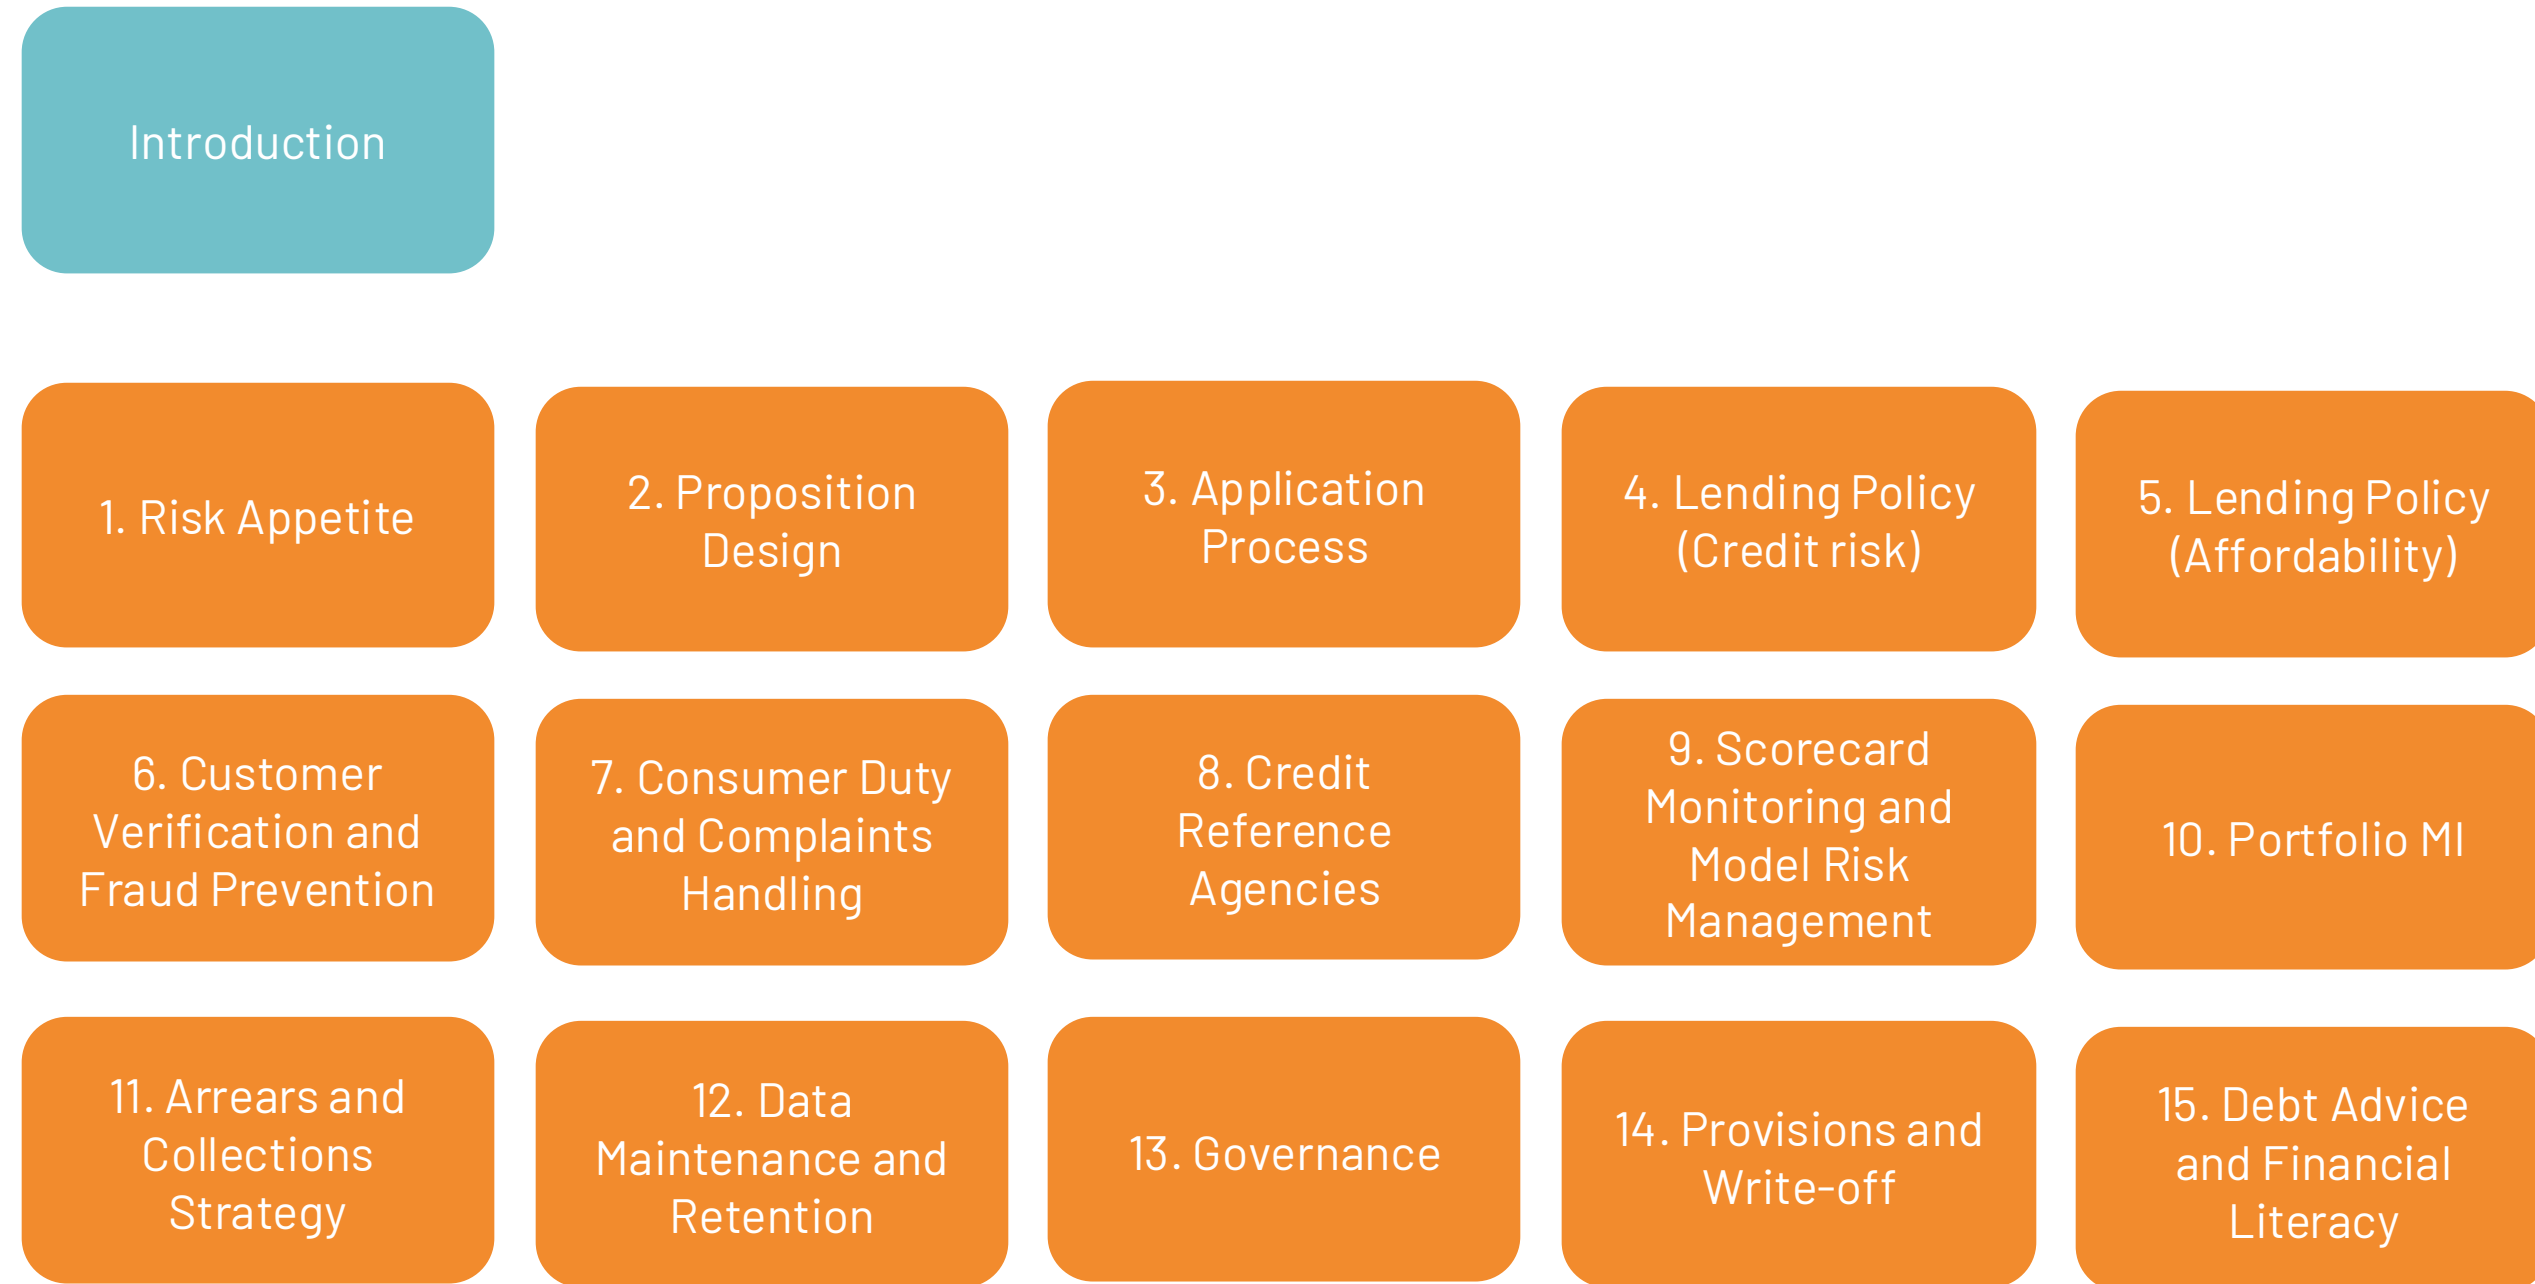 Introduction
1. Risk Appetite
2. Proposition
Design
3. Application
Process
4. Lending Policy
(Credit risk)
5. Lending Policy
(Affordability)
6. Customer
Verification and
Fraud Prevention
7. Consumer Duty
and Complaints
Handling
8. Credit
Reference
Agencies
9. Scorecard
Monitoring and
Model Risk
Management
10. Portfolio MI
11. Arrears and
Collections
Strategy
12. Data
Maintenance and
Retention
13. Governance
14. Provisions and
Write-off
15. Debt Advice
and Financial
Literacy